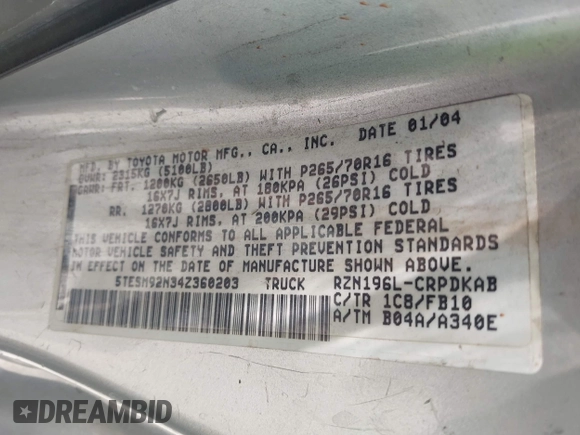 MFD. BY TOYOTA MOTOR MFG., CA., INC. DATE 01/04
GVWR: 2315KG (5100LB)
GAWR: FRT. 1200KG (2650LB) WITH P265/70R16 TIRES
16X7J RIMS, AT 180KPA (26PSI) COLD
RR. 1270KG (2800LB) WITH P265/70R16 TIRES
16X7J RIMS, AT 200KPA (29PSI) COLD
THIS VEHICLE CONFORMS TO ALL APPLICABLE FEDERAL
MOTOR VEHICLE SAFETY AND THEFT PREVENTION STANDARDS
IN EFFECT ON THE DATE OF MANUFACTURE SHOWN ABOVE.
5TESM92N34Z360203 TRUCK RZN196L-CRPDKAB
C/TR 1C8/FB10
A/TM B04A/A340E
DREAMBID